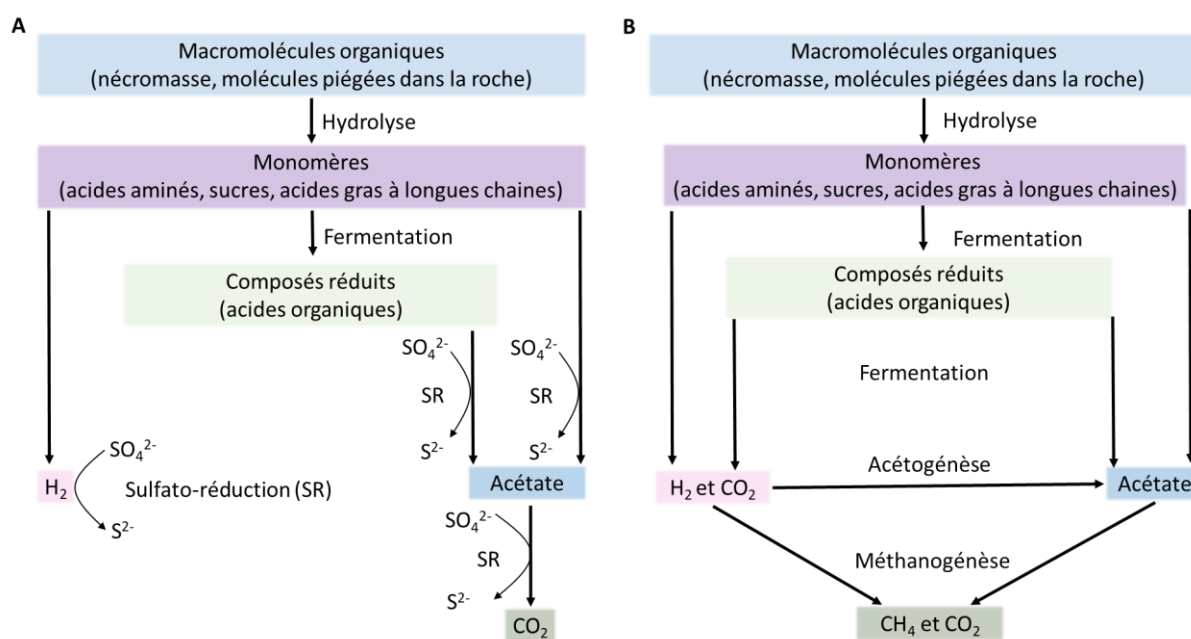 A
Macromolécules organiques
(nécromasse, molécules piégées dans la roche)
Hydrolyse
Monomères
(acides aminés, sucres, acides gras à longues chaines)
Fermentation
Composés réduits
(acides organiques)
SO₄²⁻
SR
S²⁻
SO₄²⁻
SR
S²⁻
H₂
SO₄²⁻
Sulfato-réduction (SR)
S²⁻
Acétate
SO₄²⁻
SR
S²⁻
CO₂
B
Macromolécules organiques
(nécromasse, molécules piégées dans la roche)
Hydrolyse
Monomères
(acides aminés, sucres, acides gras à longues chaines)
Fermentation
Composés réduits
(acides organiques)
Fermentation
H₂ et CO₂
Acétogénèse
Acétate
Méthanogénèse
CH₄ et CO₂